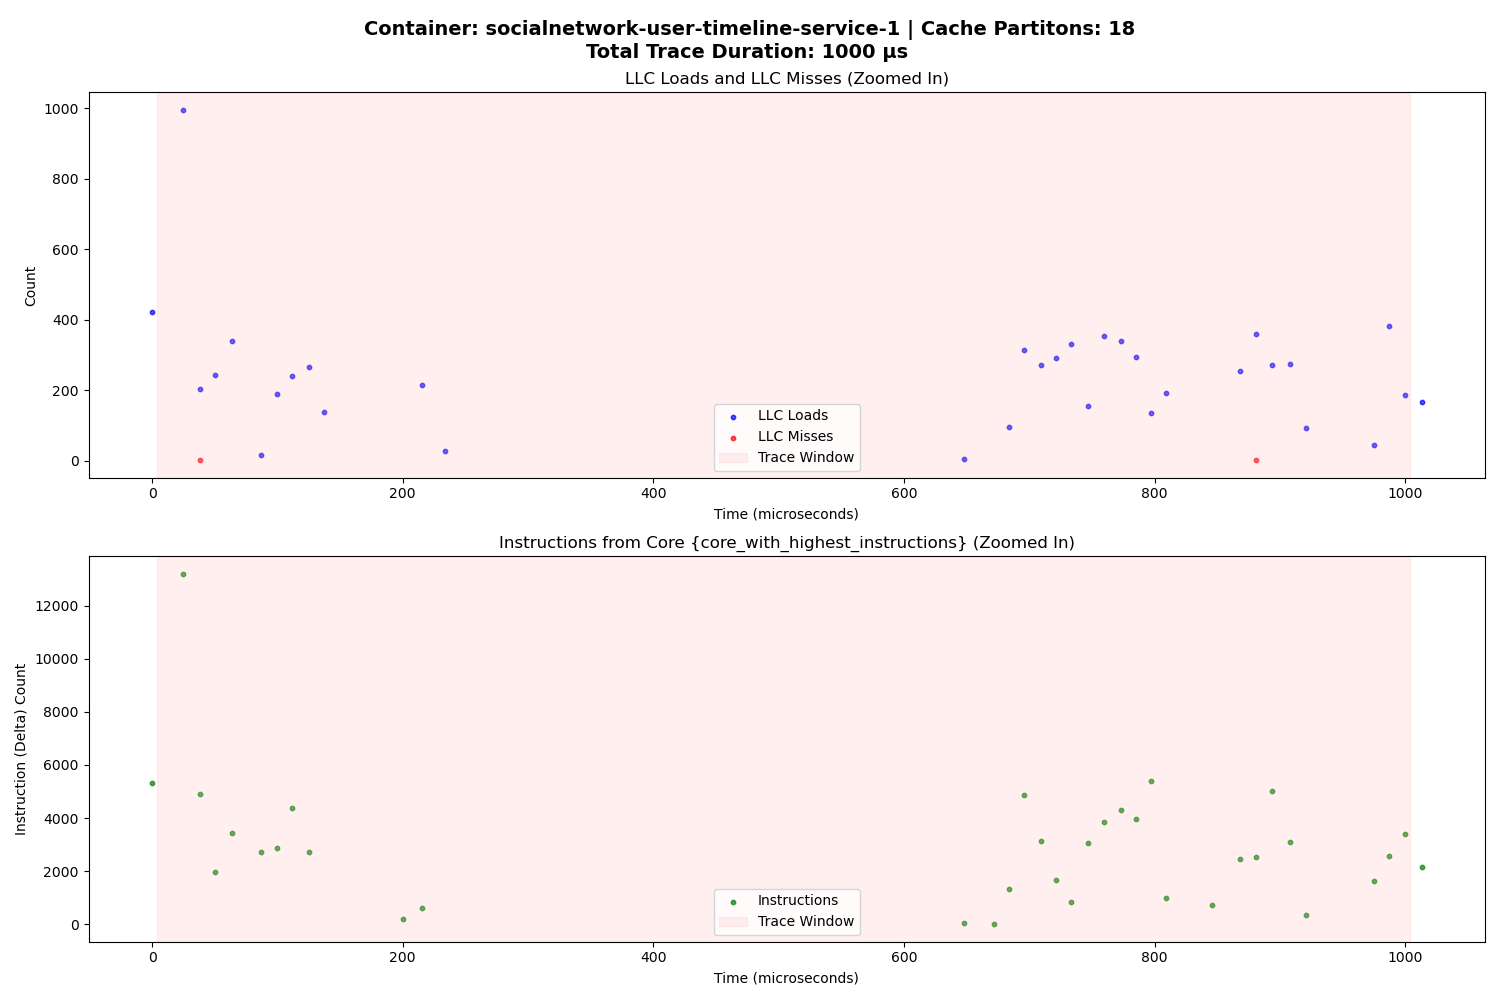 Container: socialnetwork-user-timeline-service-1 | Cache Partitons: 18
Total Trace Duration: 1000 µs
LLC Loads and LLC Misses (Zoomed In)
1000
800
600
400
200
0
Count
LLC Loads
LLC Misses
Trace Window
0 200 400 600 800 1000
Time (microseconds)
Instructions from Core {core_with_highest_instructions} (Zoomed In)
12000
10000
8000
6000
4000
2000
0
Instruction (Delta) Count
Instructions
Trace Window
0 200 400 600 800 1000
Time (microseconds)